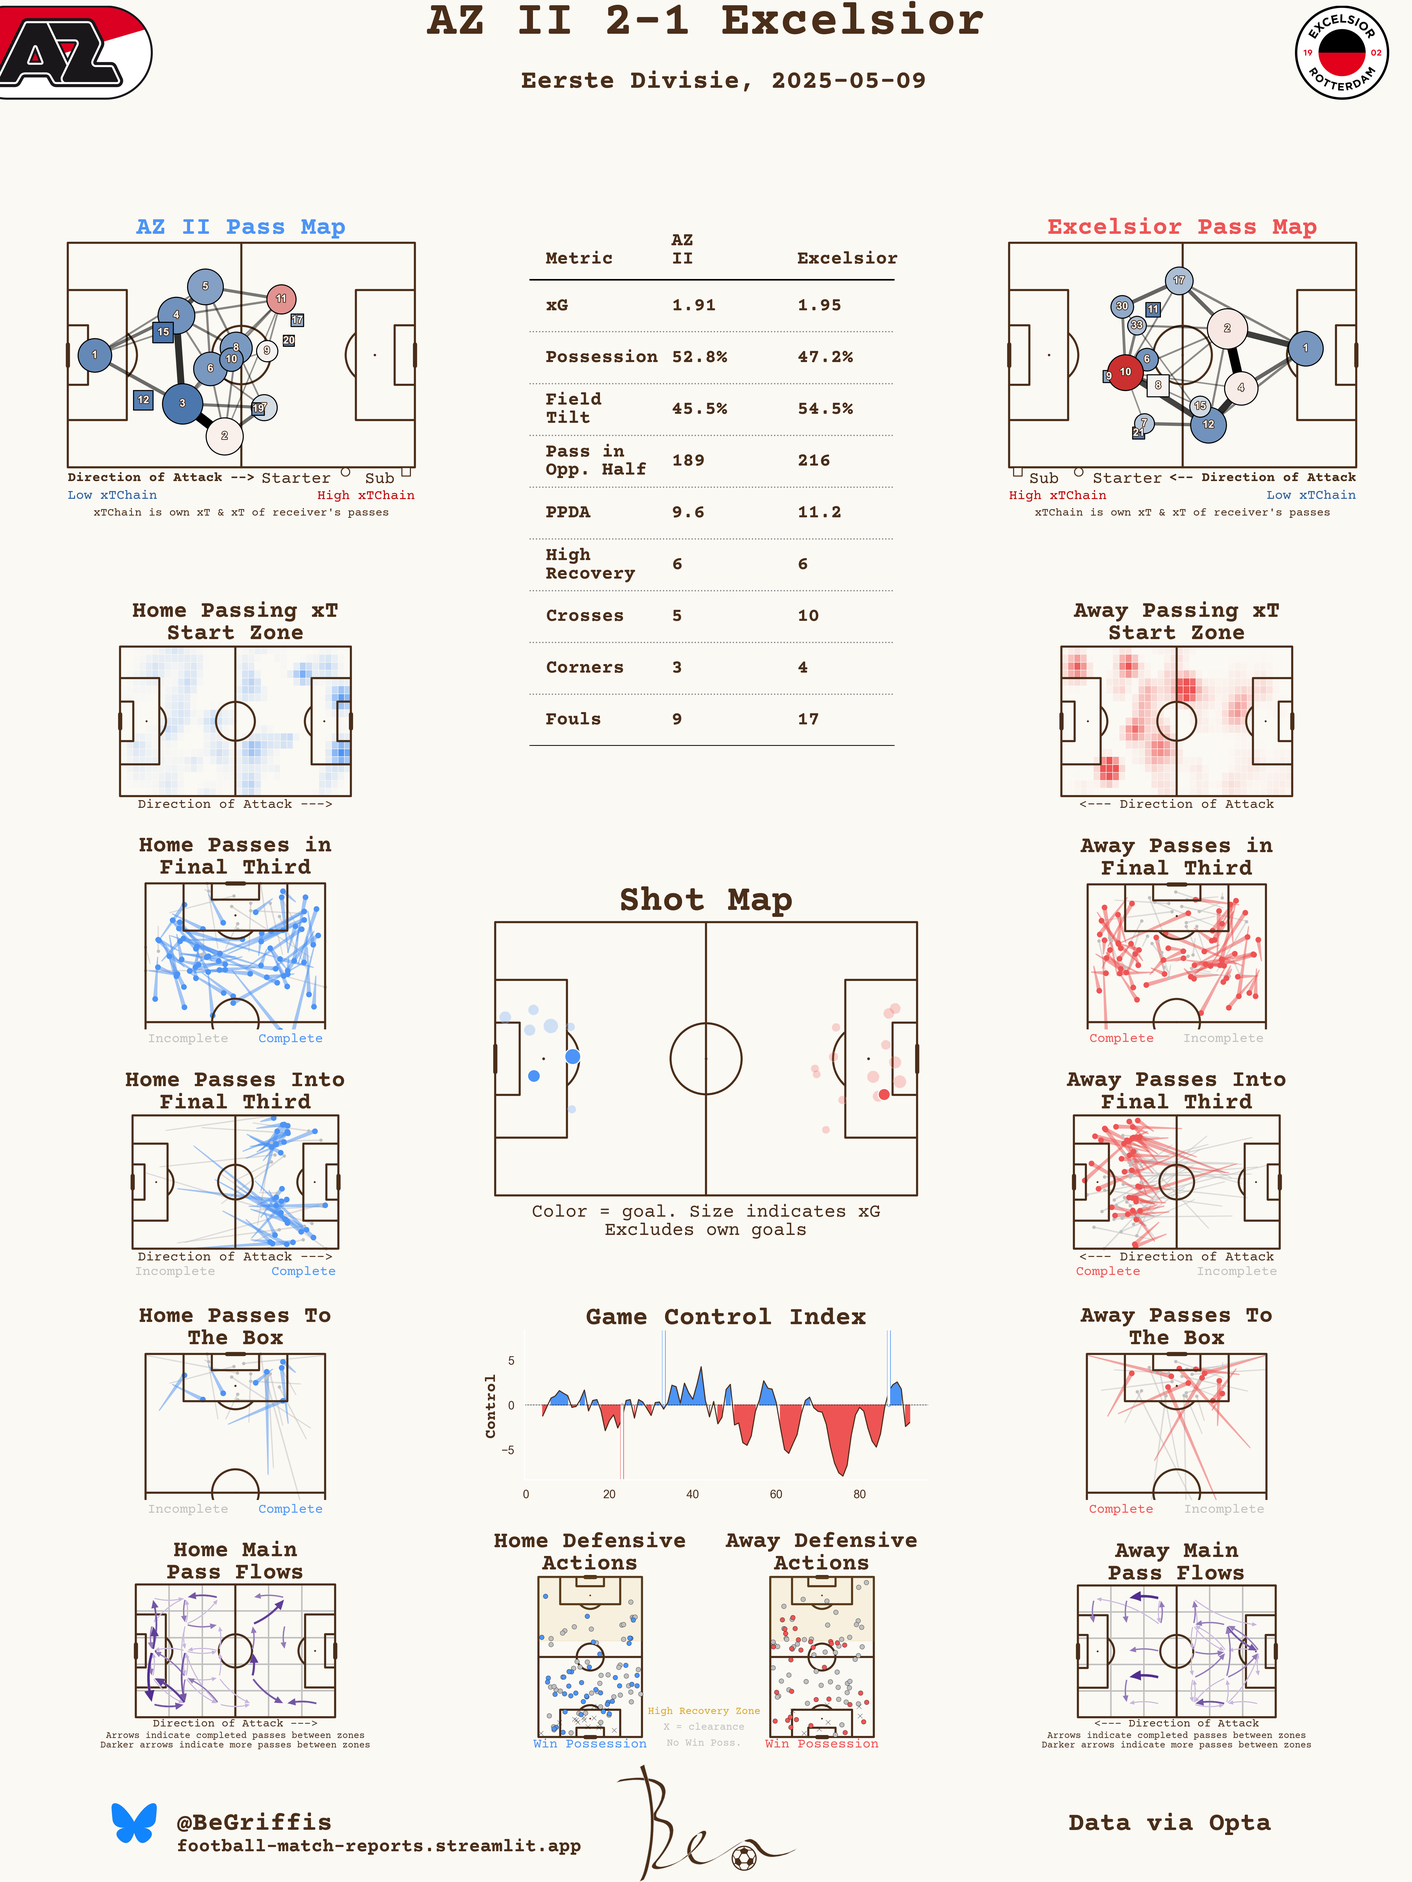 AZ II 2-1 Excelsior
Eerste Divisie, 2025-05-09
AZ
EXCELSIOR
19 02
ROTTERDAM
AZ II Pass Map
5
11
4
17
15
20
1
8
9
10
6
12
3
19
7
2
Direction of Attack --> Starter Sub
Low xTChain High xTChain
xTChain is own xT & xT of receiver's passes
Metric AZ II Excelsior
xG 1.91 1.95
Possession 52.8% 47.2%
Field Tilt 45.5% 54.5%
Pass in Opp. Half 189 216
PPDA 9.6 11.2
High Recovery 6 6
Crosses 5 10
Corners 3 4
Fouls 9 17
Excelsior Pass Map
17
30
11
33
2
1
6
9
10
8
4
15
7
21
12
Sub Starter <-- Direction of Attack
High xTChain Low xTChain
xTChain is own xT & xT of receiver's passes
Home Passing xT
Start Zone
Direction of Attack --->
Away Passing xT
Start Zone
<--- Direction of Attack
Home Passes in
Final Third
Incomplete Complete
Away Passes in
Final Third
Complete Incomplete
Shot Map
Color = goal. Size indicates xG
Excludes own goals
Home Passes Into
Final Third
Direction of Attack --->
Incomplete Complete
Away Passes Into
Final Third
<--- Direction of Attack
Complete Incomplete
Home Passes To
The Box
Incomplete Complete
Game Control Index
Control
5
0
−5
0 20 40 60 80
Away Passes To
The Box
Complete Incomplete
Home Main
Pass Flows
Direction of Attack --->
Arrows indicate completed passes between zones
Darker arrows indicate more passes between zones
Home Defensive
Actions
Win Possession
High Recovery Zone
X = clearance
No Win Poss.
Away Defensive
Actions
Win Possession
Away Main
Pass Flows
<--- Direction of Attack
Arrows indicate completed passes between zones
Darker arrows indicate more passes between zones
@BeGriffis
football-match-reports.streamlit.app
Ben
Data via Opta